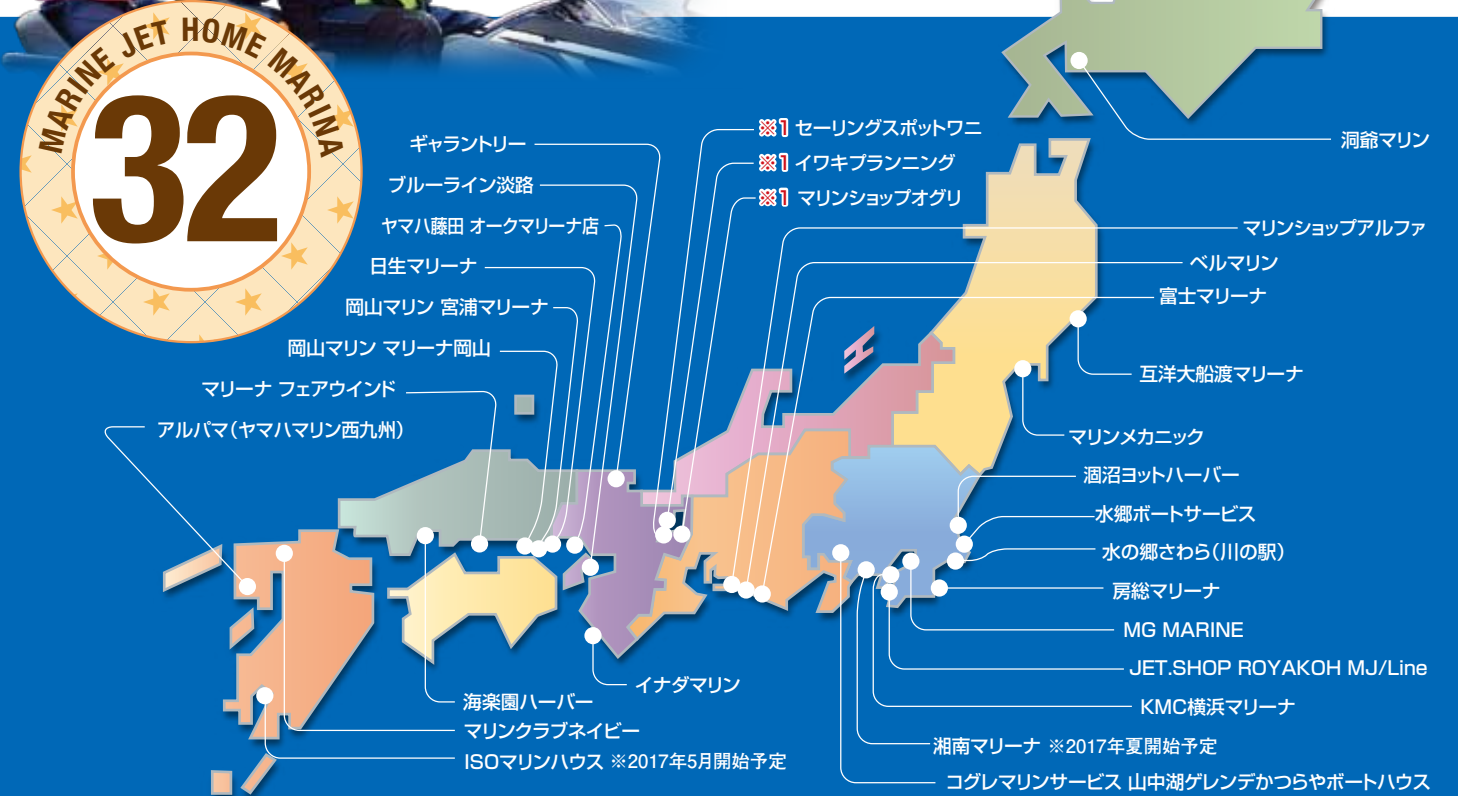 MARINE JET HOME MARINA
32
ギャラントリー
ブルーライン淡路
ヤマハ藤田 オークマリーナ店
日生マリーナ
岡山マリン 宮浦マリーナ
岡山マリン マリーナ岡山
マリーナ フェアウインド
アルパマ(ヤマハマリン西九州)
※1 セーリングスポットワニ
※1 イワキプランニング
※1 マリンショップオグリ
洞爺マリン
マリンショップアルファ
ベルマリン
富士マリーナ
互洋大船渡マリーナ
マリンメカニック
涸沼ヨットハーバー
水郷ボートサービス
水の郷さわら(川の駅)
房総マリーナ
MG MARINE
JET.SHOP ROYAKOH MJ/Line
KMC横浜マリーナ
湘南マリーナ ※2017年夏開始予定
コグレマリンサービス 山中湖ゲレンデかつらやボートハウス
イナダマリン
海楽園ハーバー
マリンクラブネイビー
ISOマリンハウス ※2017年5月開始予定